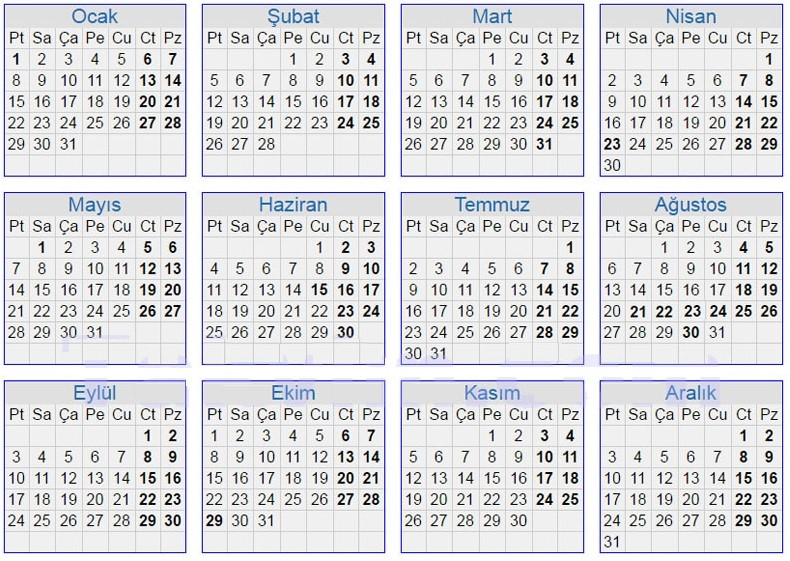 Ocak Şubat Mart Nisan
Pt Sa Ça Pe Cu Ct Pz Pt Sa Ça Pe Cu Ct Pz Pt Sa Ça Pe Cu Ct Pz Pt Sa Ça Pe Cu Ct Pz
1 2 3 4 5 6 7 1 2 3 4 1 2 3 4 1
8 9 10 11 12 13 14 5 6 7 8 9 10 11 5 6 7 8 9 10 11 2 3 4 5 6 7 8
15 16 17 18 19 20 21 12 13 14 15 16 17 18 12 13 14 15 16 17 18 9 10 11 12 13 14 15
22 23 24 25 26 27 28 19 20 21 22 23 24 25 19 20 21 22 23 24 25 16 17 18 19 20 21 22
29 30 31 26 27 28 26 27 28 29 30 31 23 24 25 26 27 28 29
30
Mayıs Haziran Temmuz Ağustos
Pt Sa Ça Pe Cu Ct Pz Pt Sa Ça Pe Cu Ct Pz Pt Sa Ça Pe Cu Ct Pz Pt Sa Ça Pe Cu Ct Pz
1 2 3 4 5 6 1 2 3 1 1 2 3 4 5
7 8 9 10 11 12 13 4 5 6 7 8 9 10 2 3 4 5 6 7 8 6 7 8 9 10 11 12
14 15 16 17 18 19 20 11 12 13 14 15 16 17 9 10 11 12 13 14 15 13 14 15 16 17 18 19
21 22 23 24 25 26 27 18 19 20 21 22 23 24 16 17 18 19 20 21 22 20 21 22 23 24 25 26
28 29 30 31 25 26 27 28 29 30 23 24 25 26 27 28 29 27 28 29 30 31
30 31
Eylül Ekim Kasım Aralık
Pt Sa Ça Pe Cu Ct Pz Pt Sa Ça Pe Cu Ct Pz Pt Sa Ça Pe Cu Ct Pz Pt Sa Ça Pe Cu Ct Pz
1 2 1 2 3 4 5 6 7 1 2 3 4 1 2
3 4 5 6 7 8 9 8 9 10 11 12 13 14 5 6 7 8 9 10 11 3 4 5 6 7 8 9
10 11 12 13 14 15 16 15 16 17 18 19 20 21 12 13 14 15 16 17 18 10 11 12 13 14 15 16
17 18 19 20 21 22 23 22 23 24 25 26 27 28 19 20 21 22 23 24 25 17 18 19 20 21 22 23
24 25 26 27 28 29 30 29 30 31 26 27 28 29 30 24 25 26 27 28 29 30
31